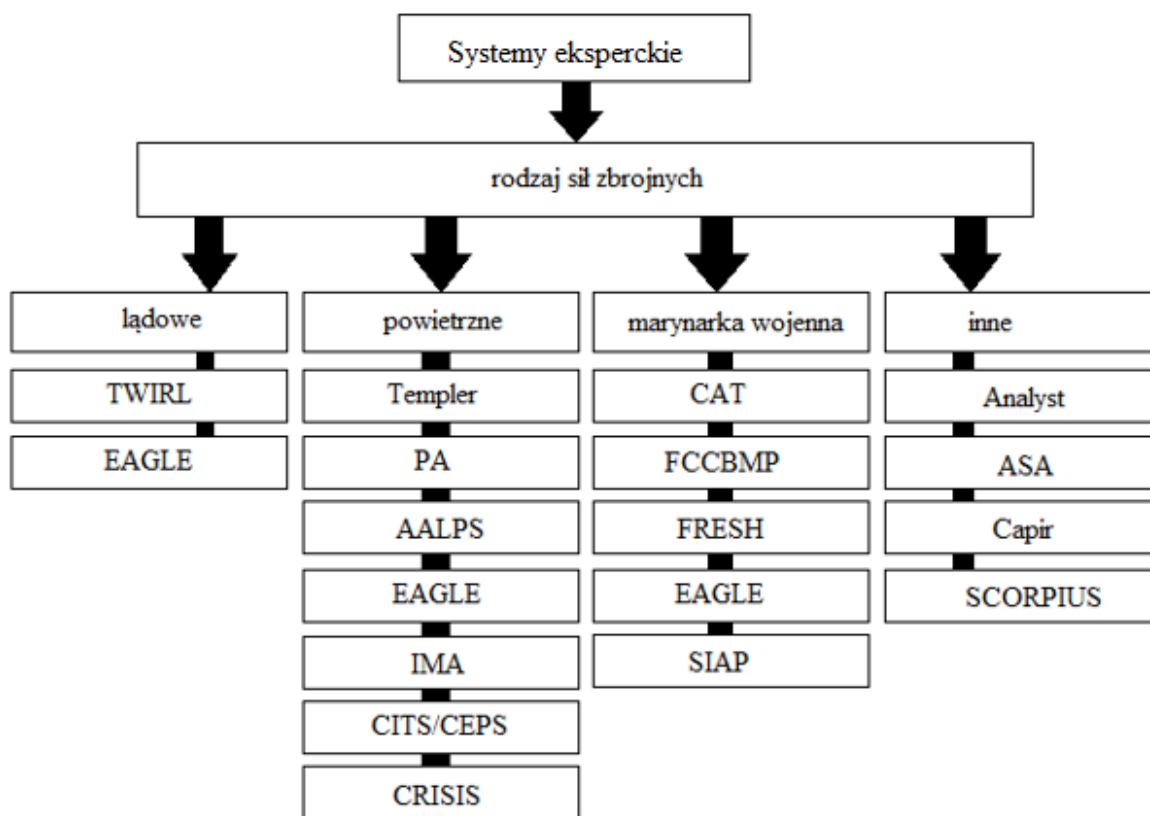 Systemy eksperckie
rodzaj sił zbrojnych
lądowe
TWIRL
EAGLE
powietrzne
Templer
PA
AALPS
EAGLE
IMA
CITS/CEPS
CRISIS
marynarka wojenna
CAT
FCCBMP
FRESH
EAGLE
SIAP
inne
Analyst
ASA
Capir
SCORPIUS